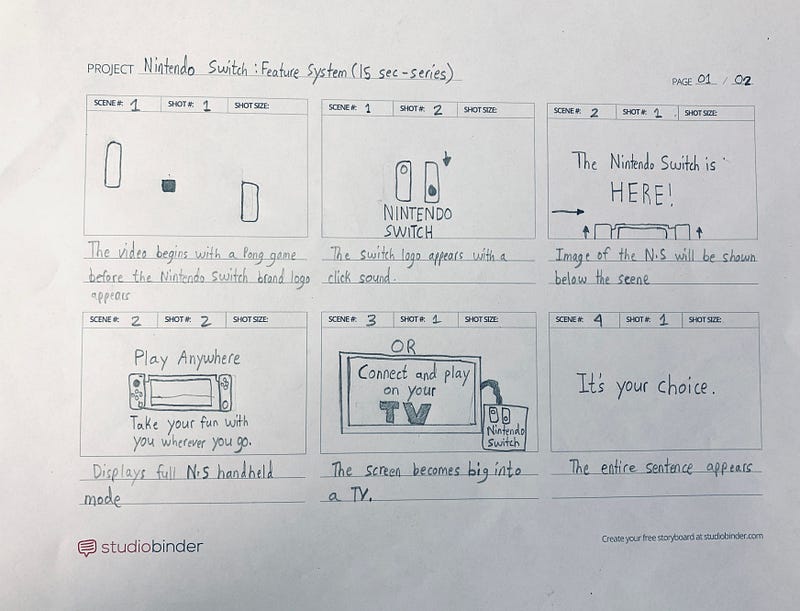 PROJECT Nintendo Switch : Feature System (15 sec-series)
PAGE 01 / 02
SCENE #: 1 SHOT #: 1 SHOT SIZE:
The video begins with a Pong game
before the Nintendo Switch brand logo
appears
SCENE #: 1 SHOT #: 2 SHOT SIZE:
NINTENDO
SWITCH
The switch logo appears with a
click sound.
SCENE #: 2 SHOT #: 1 SHOT SIZE:
The Nintendo Switch is
HERE!
Image of the N.S will be shown
below the scene
SCENE #: 2 SHOT #: 2 SHOT SIZE:
Play Anywhere
Take your fun with
you wherever you go.
Displays full N.S handheld
mode
SCENE #: 3 SHOT #: 1 SHOT SIZE:
OR
Connect and play
on your
TV
Nintendo
Switch
The screen becomes big into
a TV.
SCENE #: 4 SHOT #: 1 SHOT SIZE:
It's your choice.
The entire sentence appears
studiobinder
Create your free storyboard at studiobinder.com